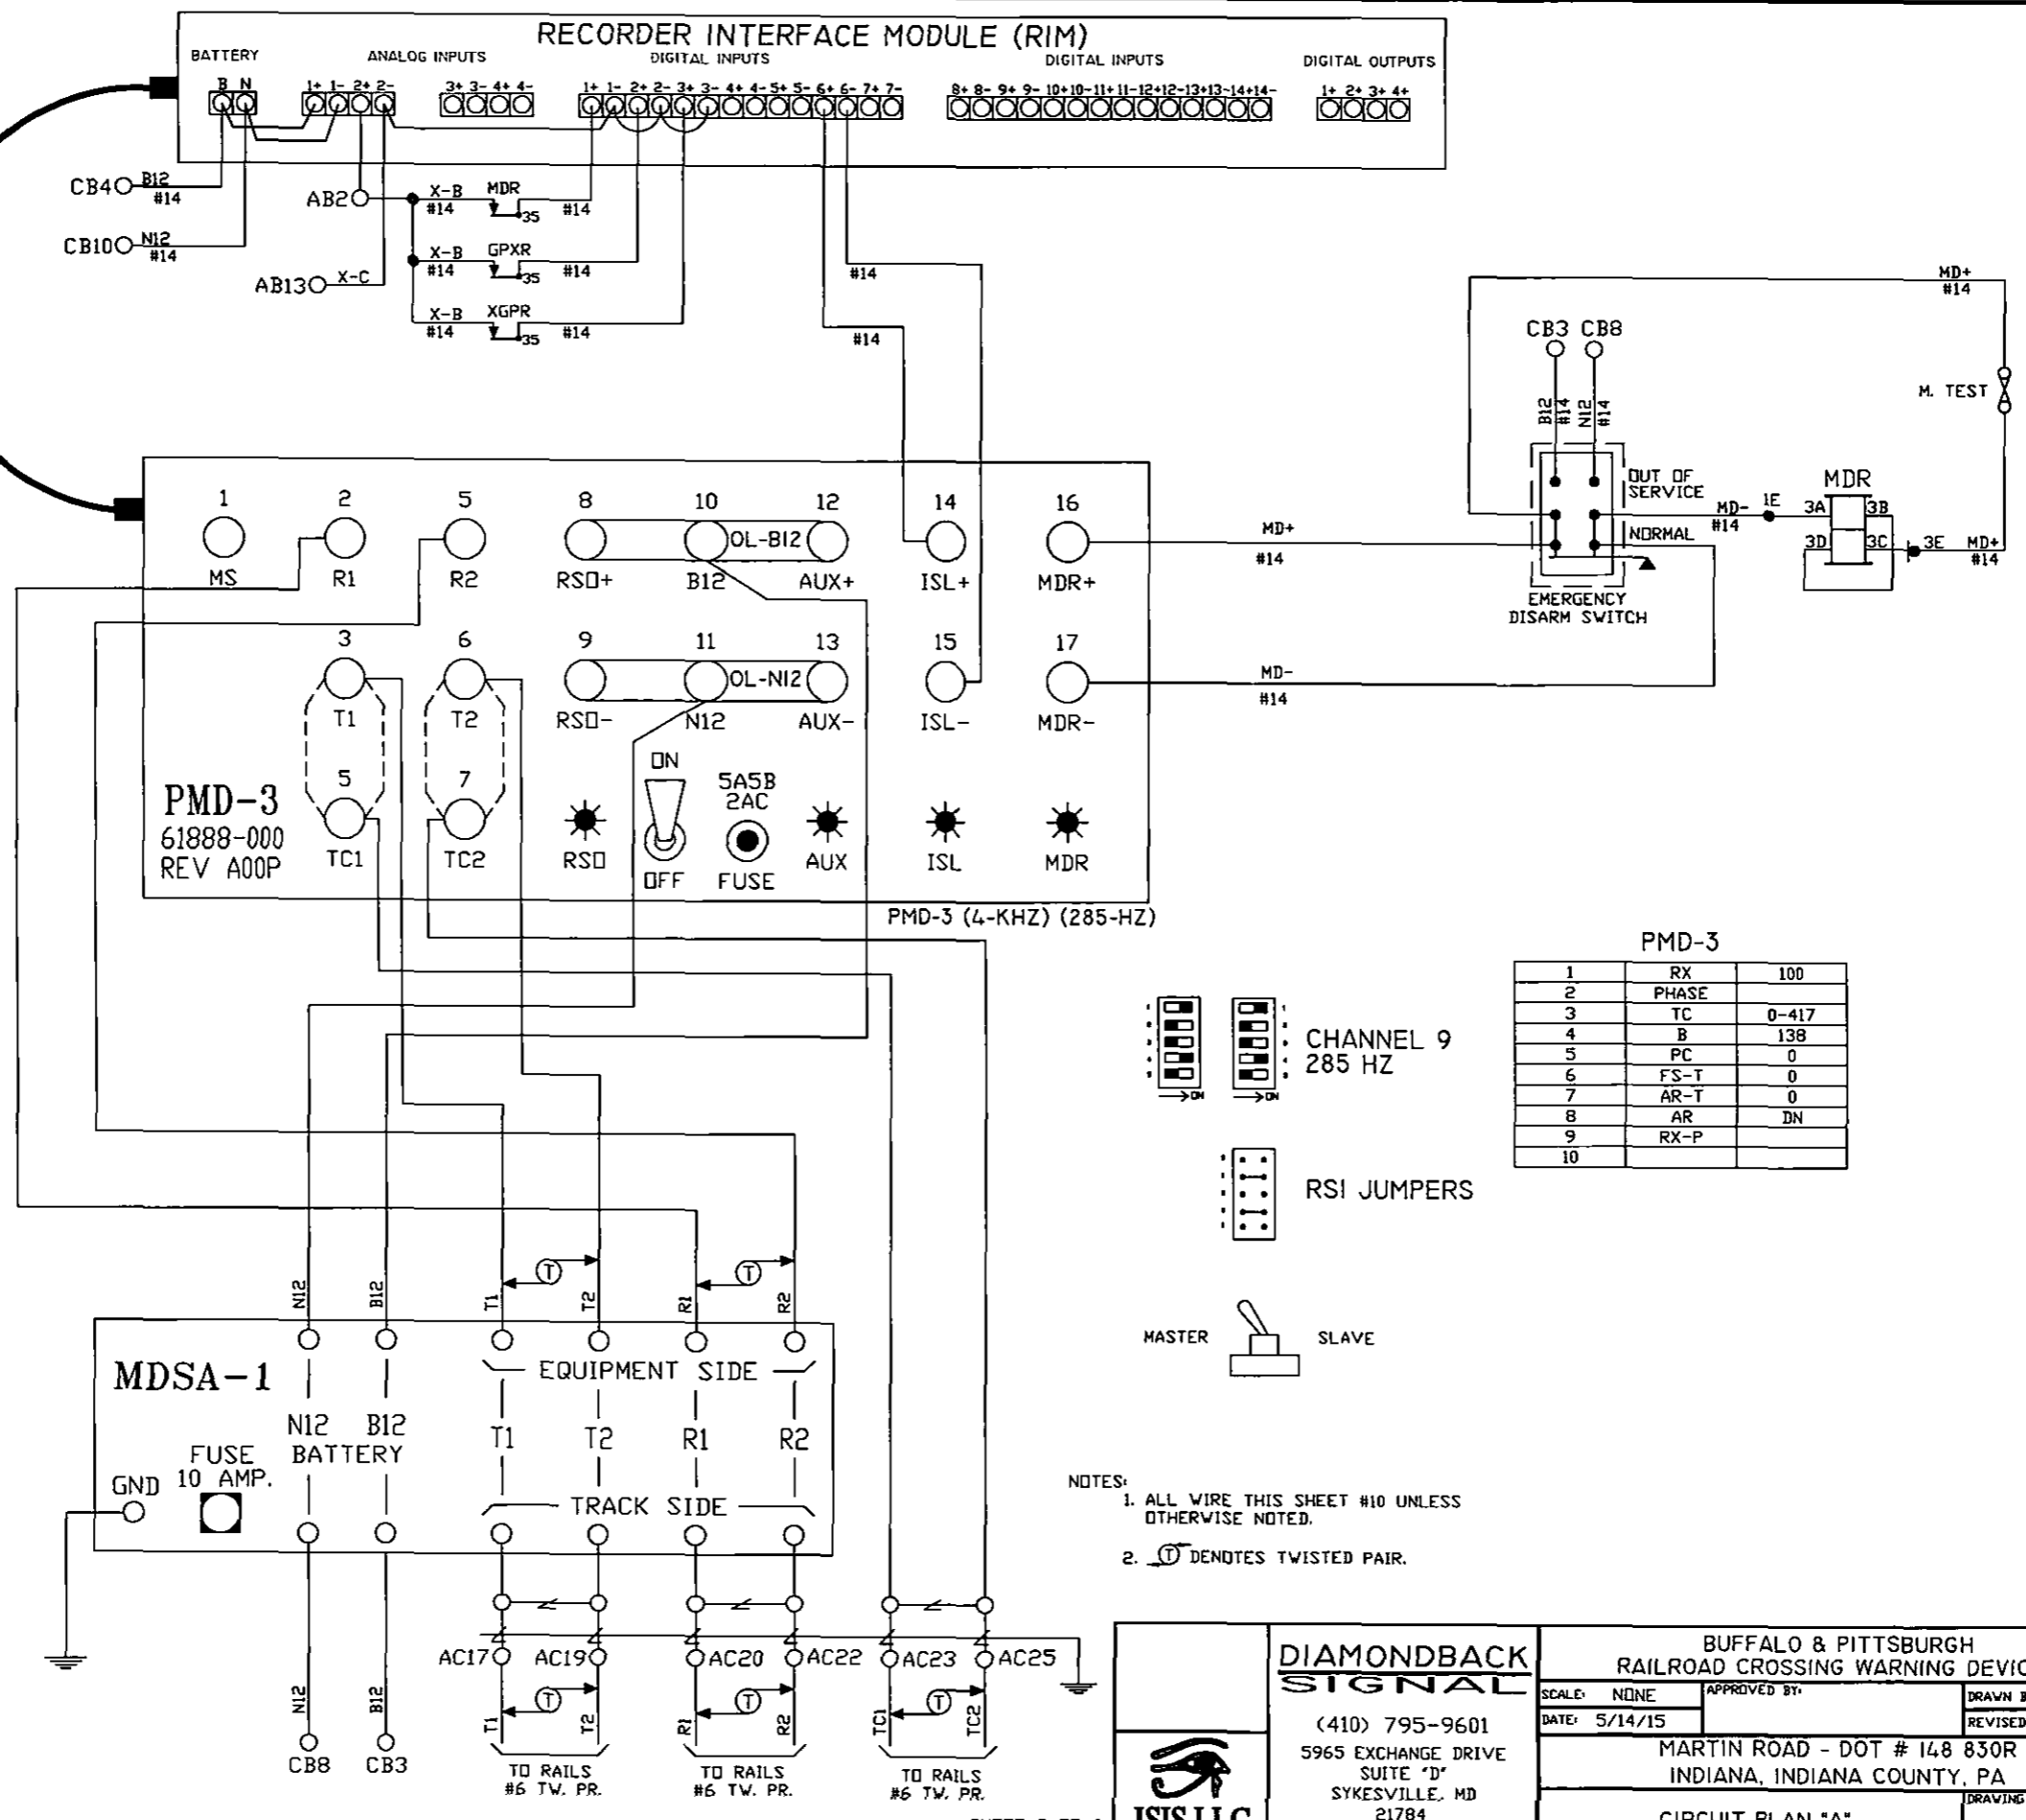 RECORDER INTERFACE MODULE (RIM)
BATTERY
ANALOG INPUTS
DIGITAL INPUTS
DIGITAL INPUTS
DIGITAL OUTPUTS
B N
1+ 1- 2+ 2-
3+ 3- 4+ 4-
1+ 1- 2+ 2- 3+ 3- 4+ 4- 5+ 5- 6+ 6- 7+ 7-
8+ 8- 9+ 9- 10+10-11+11-12+12-13+13-14+14-
1+ 2+ 3+ 4+
CB4 B12
#14
CB10 N12
#14
AB2
AB13 X-C
X-B MDR
#14 35 #14
X-B GPXR
#14 35 #14
X-B XGPR
#14 35 #14
#14
#14
MD+
#14
CB3 CB8
B12
#14
N12
#14
M. TEST
OUT OF
SERVICE
NORMAL
MD- 1E
#14
MDR
3A 3B
3D 3C
3E MD+
#14
EMERGENCY
DISARM SWITCH
MD+
#14
MD-
#14
1 2 5 8 10 12 14 16
OL-B12
MS R1 R2 RSO+ B12 AUX+ ISL+ MDR+
3 6 9 11 13 15 17
OL-N12
T1 T2 RSO- N12 AUX- ISL- MDR-
5 7
TC1 TC2
PMD-3
61888-000
REV A00P
RSO
ON
OFF
5A5B
2AC
FUSE
AUX ISL MDR
PMD-3 (4-KHZ) (285-HZ)
CHANNEL 9
285 HZ
ON
ON
RSI JUMPERS
MASTER
SLAVE
PMD-3
1 RX 100
2 PHASE
3 TC 0-417
4 B 138
5 PC 0
6 FS-T 0
7 AR-T 0
8 AR DN
9 RX-P
10
N12 B12 T1 T T2 R1 T R2
MDSA-1
EQUIPMENT SIDE
N12 B12
BATTERY
T1 T2 R1 R2
FUSE
10 AMP.
GND
TRACK SIDE
AC17 AC19 AC20 AC22 AC23 AC25
N12 B12 T1 T T2 R1 T R2 TC1 T TC2
CB8 CB3
TO RAILS
#6 TW. PR.
TO RAILS
#6 TW. PR.
TO RAILS
#6 TW. PR.
NOTES:
1. ALL WIRE THIS SHEET #10 UNLESS
OTHERWISE NOTED.
2. T DENOTES TWISTED PAIR.
DIAMONDBACK
SIGNAL
(410) 795-9601
5965 EXCHANGE DRIVE
SUITE "D"
SYKESVILLE, MD
21784
ISIS LLC
BUFFALO & PITTSBURGH
RAILROAD CROSSING WARNING
SCALE: NONE
APPROVED BY:
DRAWN
DATE: 5/14/15
REVISED
MARTIN ROAD - DOT # 148 830R
INDIANA, INDIANA COUNTY, PA
DRAWING
CIRCUIT PLAN "A"